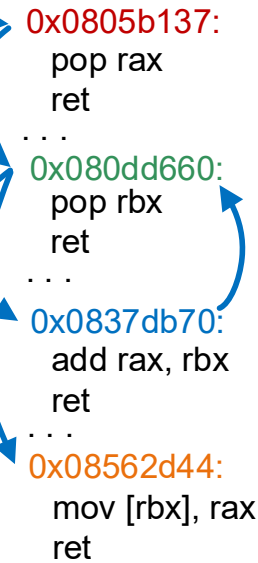 0x0805b137:
pop rax
ret
. . .
0x080dd660:
pop rbx
ret
. . .
0x0837db70:
add rax, rbx
ret
. . .
0x08562d44:
mov [rbx], rax
ret